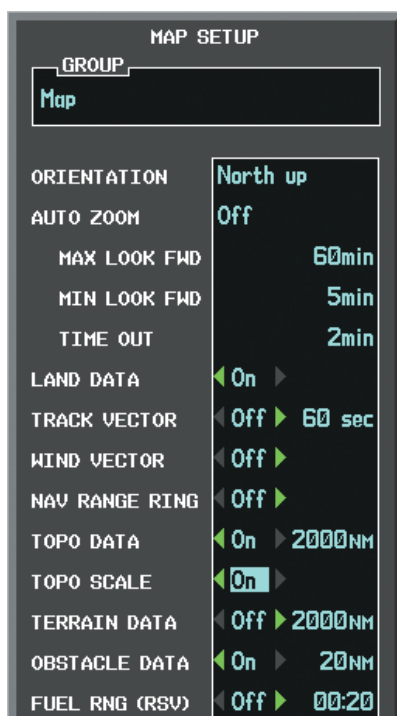 MAP SETUP
GROUP
Map
ORIENTATION North up
AUTO ZOOM Off
MAX LOOK FWD 60min
MIN LOOK FWD 5min
TIME OUT 2min
LAND DATA On
TRACK VECTOR Off 60 sec
WIND VECTOR Off
NAV RANGE RING Off
TOPO DATA On 2000NM
TOPO SCALE On
TERRAIN DATA Off 2000NM
OBSTACLE DATA On 20NM
FUEL RNG (RSV) Off 00:20